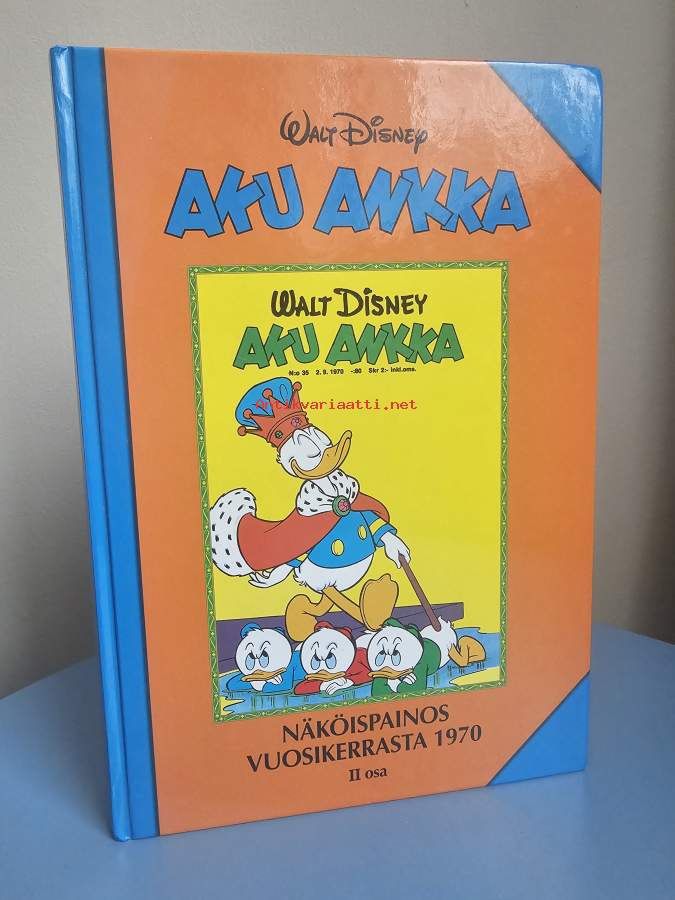 Walt Disney
AKU ANKKA
WALT DISNEY
AKU ANKKA
N:o 35 2. 9. 1970 -:60 Skr 2:- inkl.oms.
Antikvariaatti.net
NÄKÖISPAINOS
VUOSIKERRASTA 1970
II osa